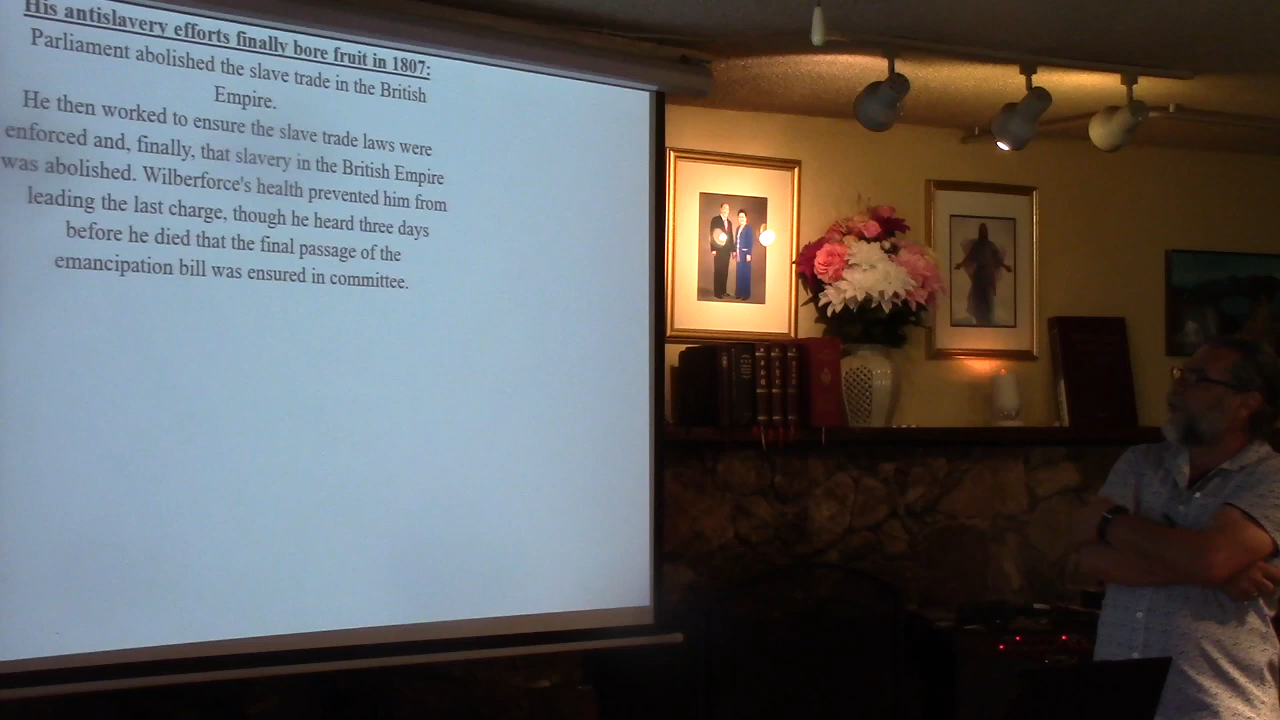 His antislavery efforts finally bore fruit in 1807:
Parliament abolished the slave trade in the British
Empire.
He then worked to ensure the slave trade laws were
enforced and, finally, that slavery in the British Empire
was abolished. Wilberforce's health prevented him from
leading the last charge, though he heard three days
before he died that the final passage of the
emancipation bill was ensured in committee.